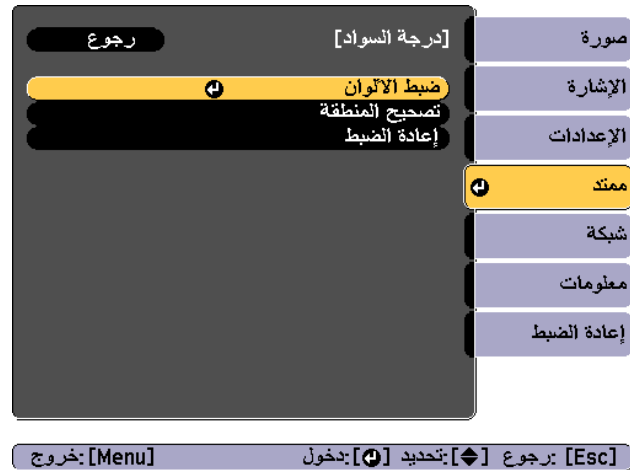 صورة
الإشارة
الإعدادات
ممتد
شبكة
معلومات
إعادة الضبط
[درجة السواد] رجوع
ضبط الألوان
تصحيح المنطقة
إعادة الضبط
[Esc] :رجوع [◆]:تحديد [↵]:دخول [Menu]:خروج